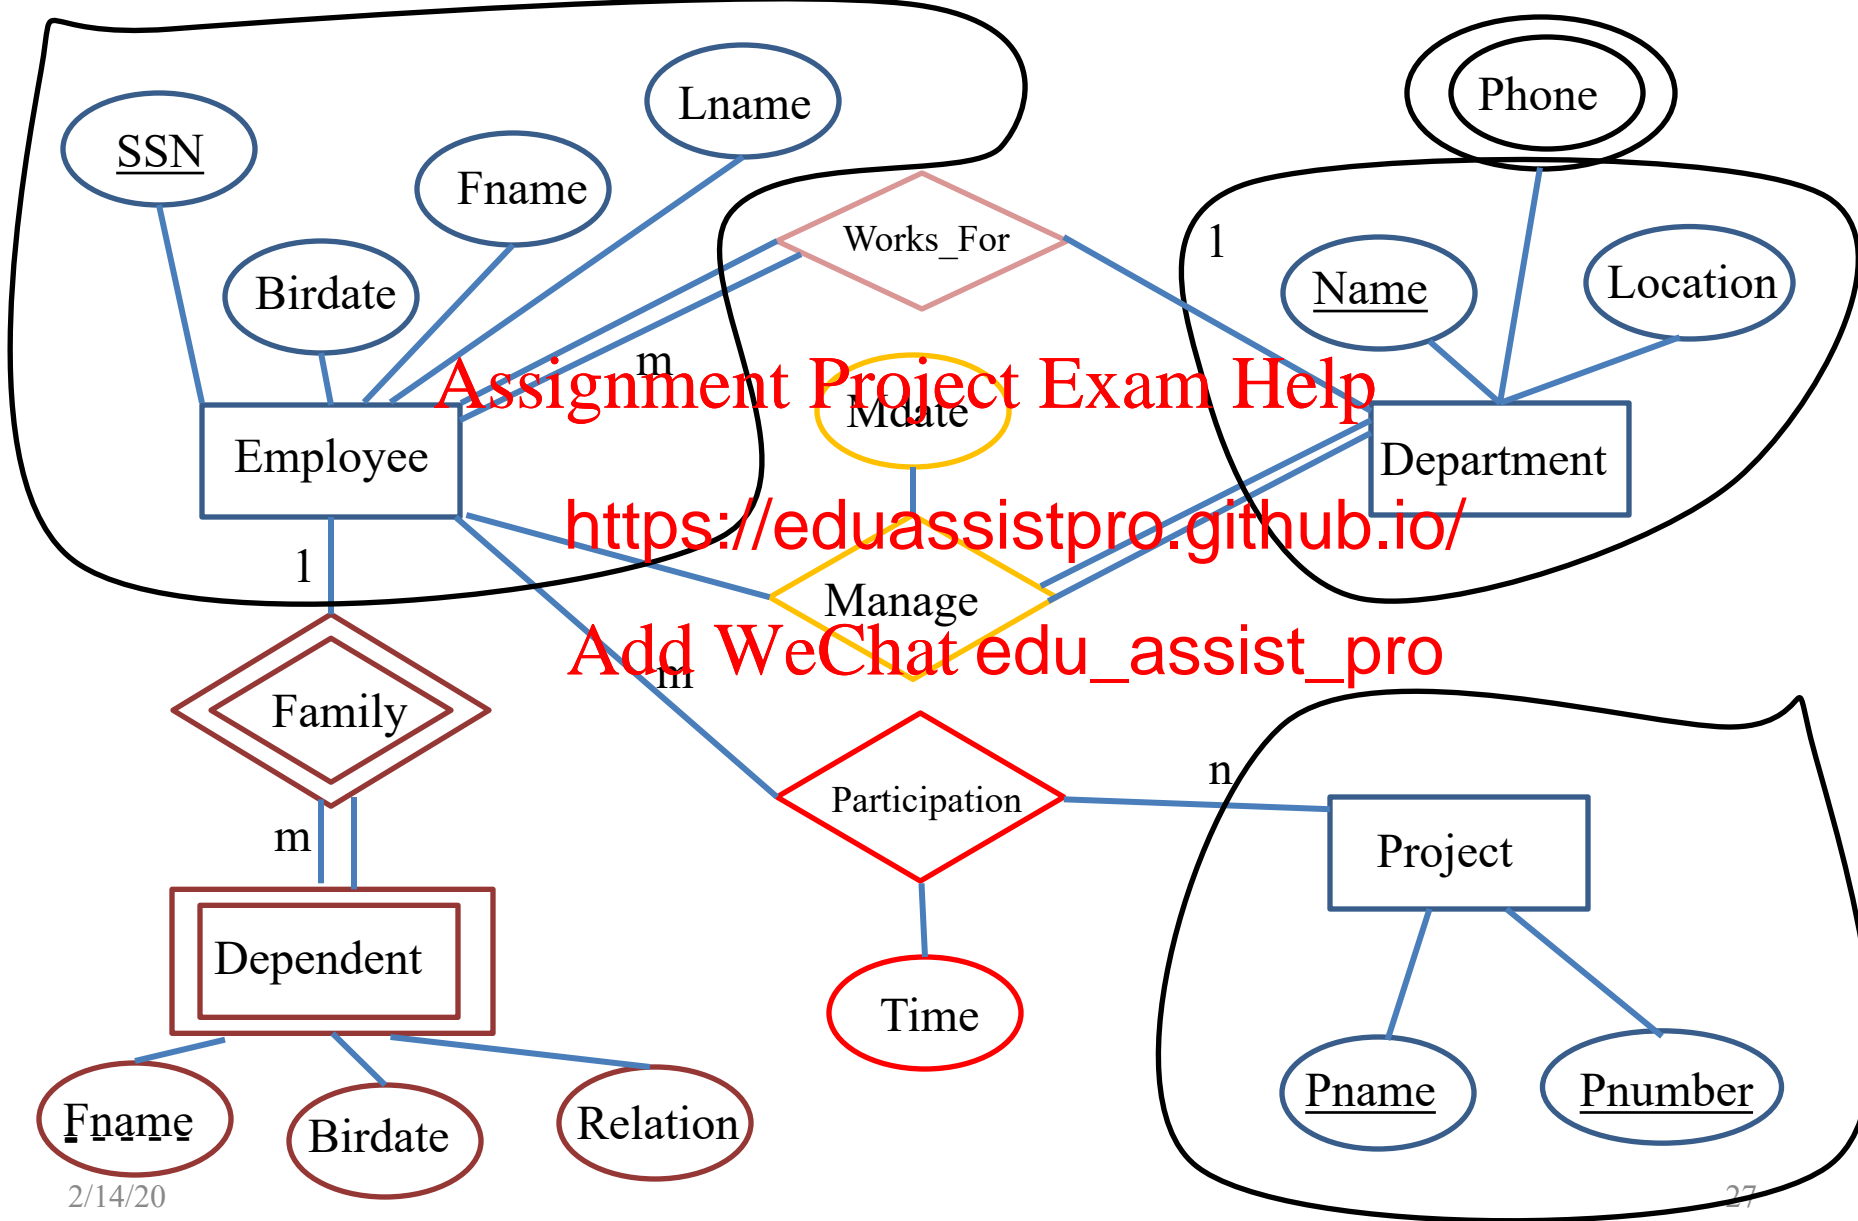 Phone
Lname
SSN
Fname
Works_For
1
Birdate
Name
Location
m
Assignment Project Exam Help
Mdate
Employee
Department
https://eduassistpro.github.io/
1
Manage
Add WeChat edu_assist_pro
m
Family
n
Participation
m
Project
Dependent
Time
Fname
Birdate
Relation
Pname
Pnumber
2/14/20
27